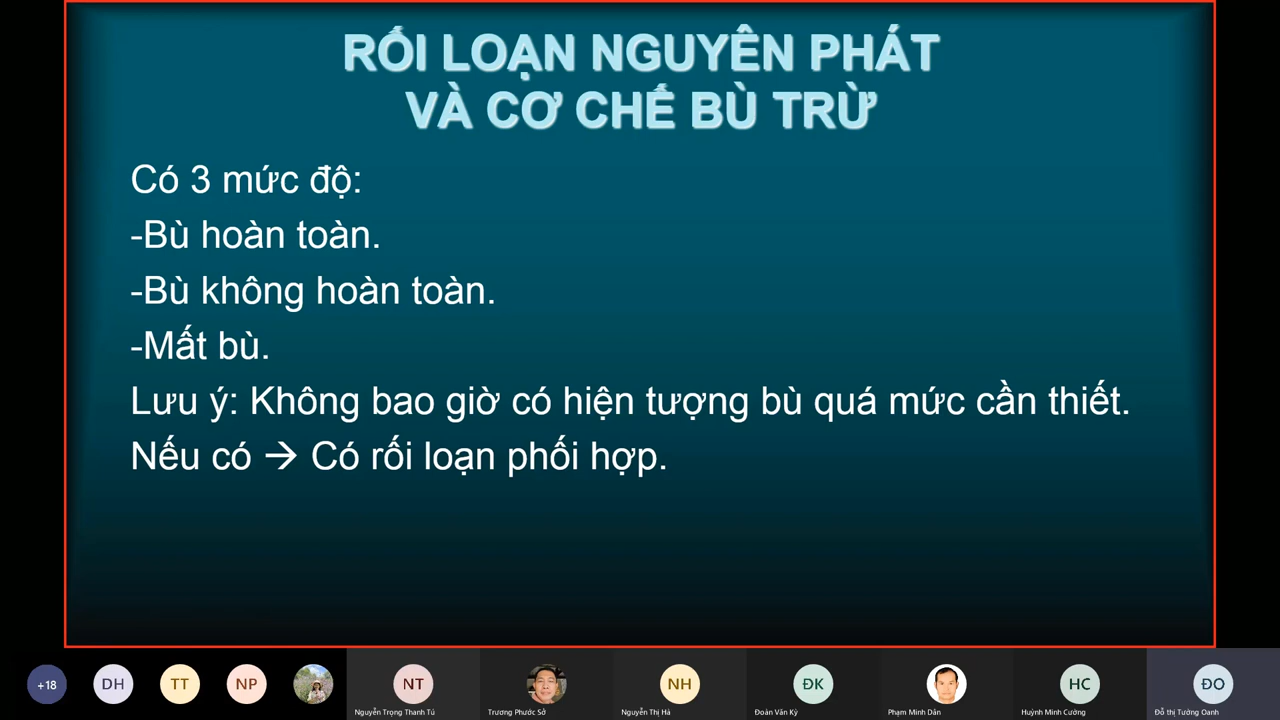 RỐI LOẠN NGUYÊN PHÁT
VÀ CƠ CHẾ BÙ TRỪ
Có 3 mức độ:
-Bù hoàn toàn.
-Bù không hoàn toàn.
-Mất bù.
Lưu ý: Không bao giờ có hiện tượng bù quá mức cần thiết.
Nếu có → Có rối loạn phối hợp.
+18 DH TT NP NT NH ĐK HC ĐO
Nguyễn Trọng Thanh Tú Trương Phước Sở Nguyễn Thị Hà Đoàn Văn Kỳ Phạm Minh Dân Huỳnh Minh Cường Đỗ thị Tường Oanh